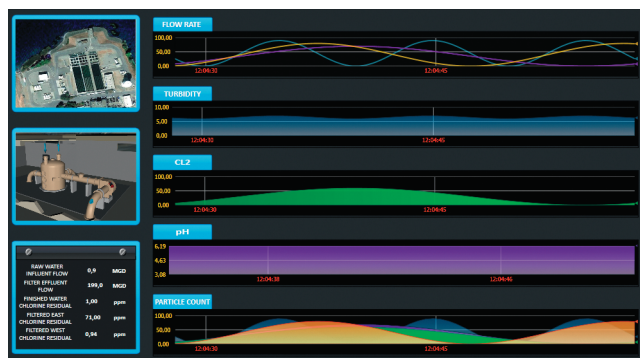 FLOW RATE
100,00
50,00
0,00
12:04:30
12:04:45
TURBIDITY
10,00
5,00
0,00
12:04:30
12:04:45
CL2
100,00
50,00
0,00
12:04:30
12:04:45
pH
6,19
4,63
3,08
12:04:46
RAW WATER
INFLUENT FLOW 0,9 MGD
FILTER EFFLUENT
FLOW 199,0 MGD
FINISHED WATER
CHLORINE RESIDUAL 1,00 ppm
FILTERED EAST
CHLORINE RESIDUAL 71,00 ppm
FILTERED WEST
CHLORINE RESIDUAL 0,94 ppm
PARTICLE COUNT
100,00
50,00
0,00
12:04:30
12:04:45